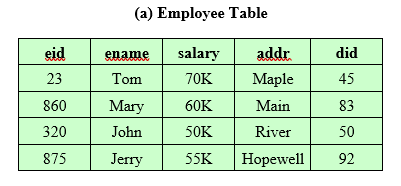 (a) Employee Table
eid ename salary addr did
23 Tom 70K Maple 45
860 Mary 60K Main 83
320 John 50K River 50
875 Jerry 55K Hopewell 92